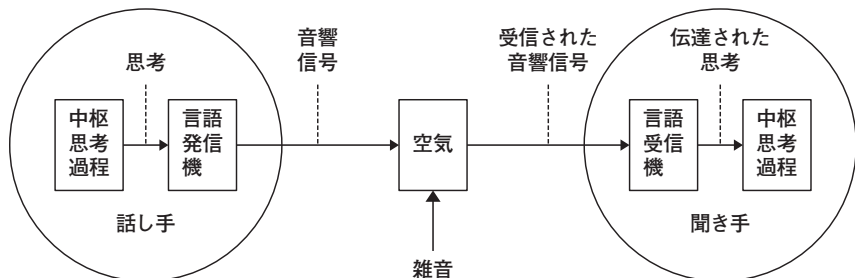 思考
中枢
思考
過程
言語
発信
機
話し手
音響
信号
空気
雑音
受信された
音響信号
伝達された
思考
言語
受信
機
中枢
思考
過程
聞き手